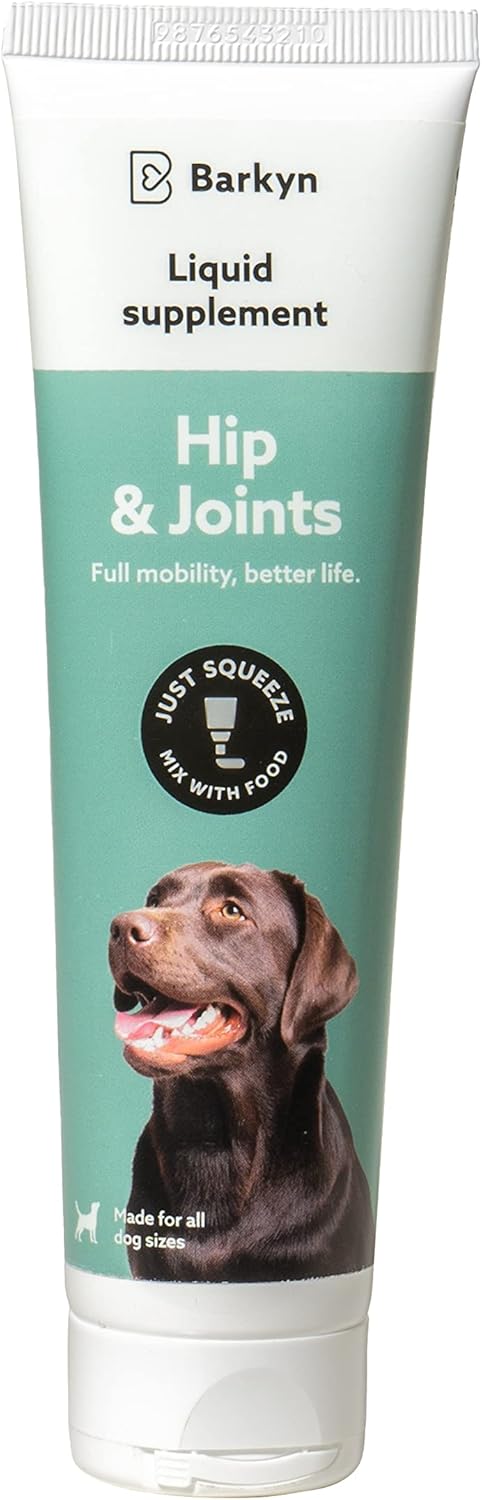 9876543210
Barkyn
Liquid
supplement
Hip
& Joints
Full mobility, better life.
JUST SQUEEZE
MIX WITH FOOD
Made for all
dog sizes